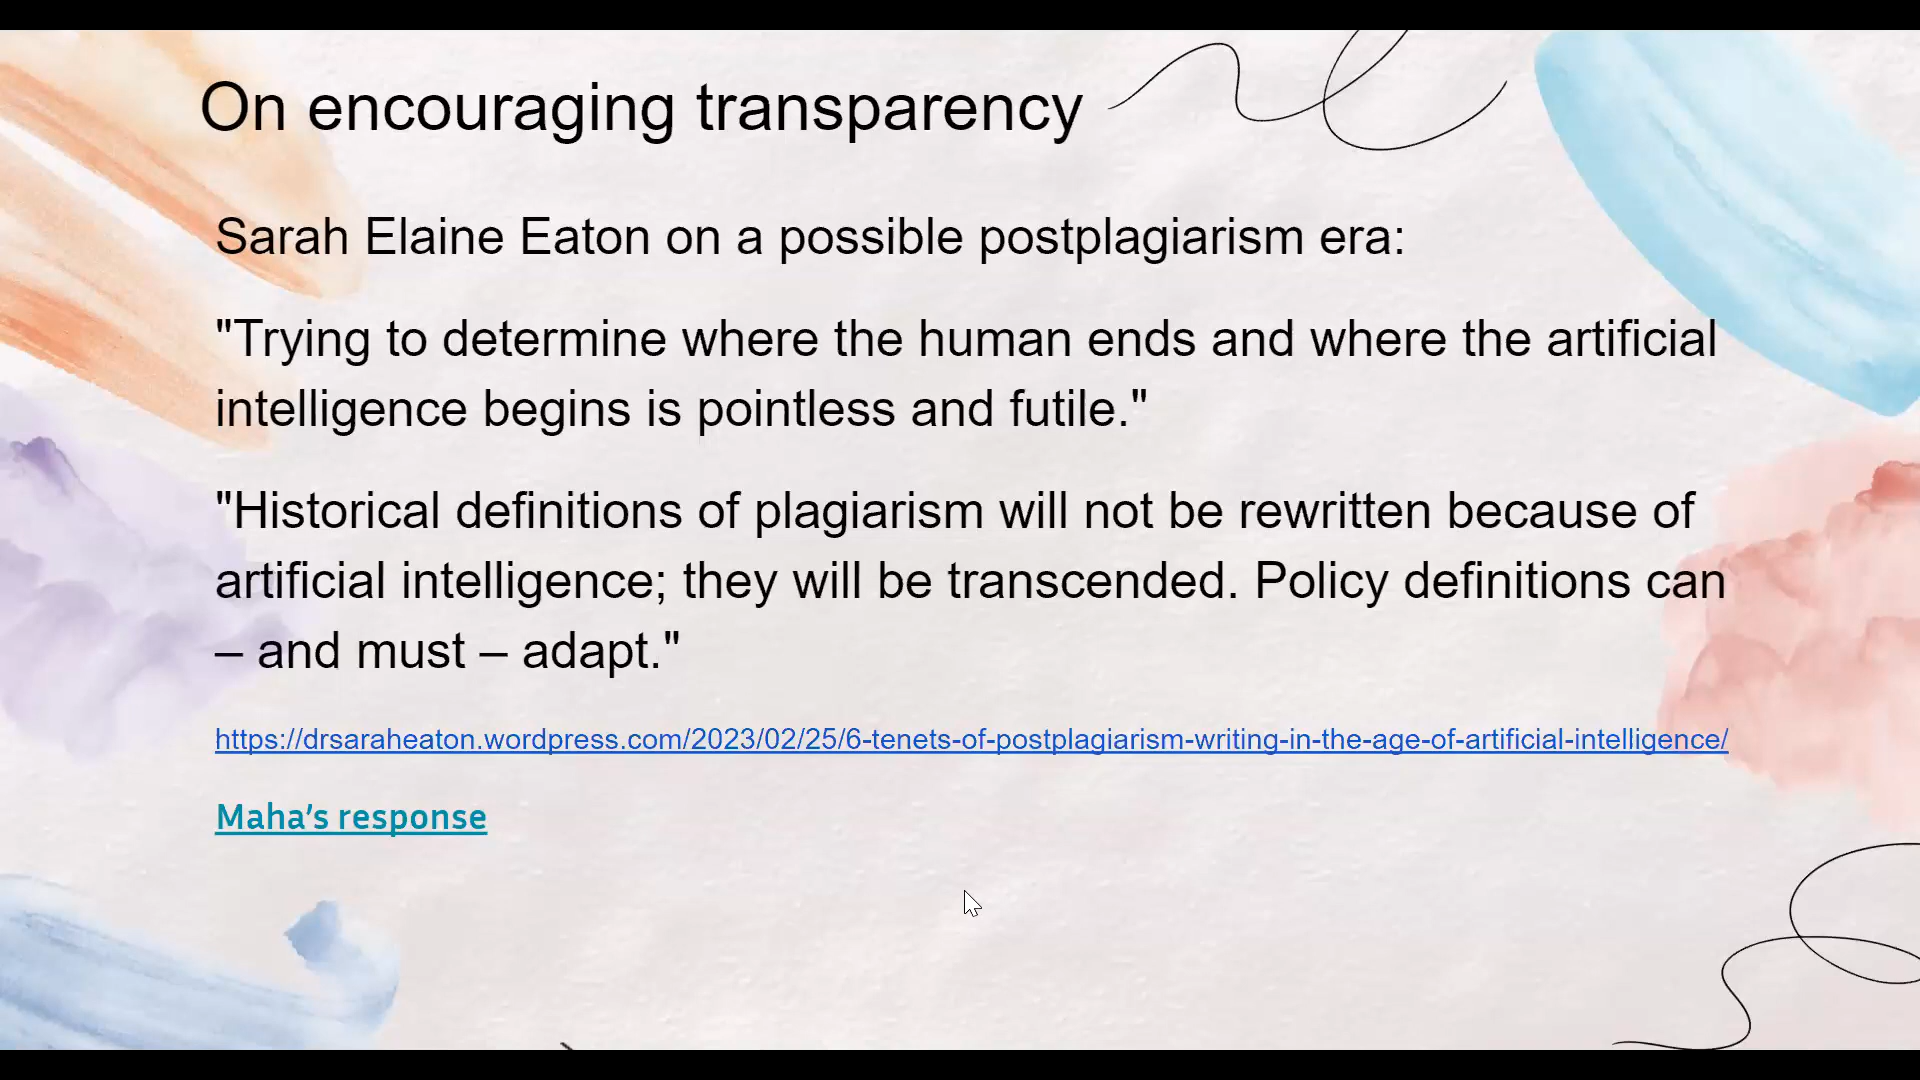 On encouraging transparency
Sarah Elaine Eaton on a possible postplagiarism era:
"Trying to determine where the human ends and where the artificial
intelligence begins is pointless and futile."
"Historical definitions of plagiarism will not be rewritten because of
artificial intelligence; they will be transcended. Policy definitions can
– and must – adapt."
https://drsaraheaton.wordpress.com/2023/02/25/6-tenets-of-postplagiarism-writing-in-the-age-of-artificial-intelligence/
Maha’s response